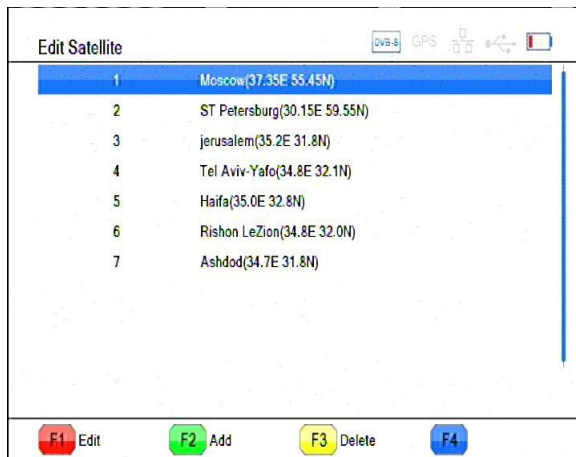 Edit Satellite DVB-S GPS
1 Moscow(37.35E 55.45N)
2 ST Petersburg(30.15E 59.55N)
3 jerusalem(35.2E 31.8N)
4 Tel Aviv-Yafo(34.8E 32.1N)
5 Haifa(35.0E 32.8N)
6 Rishon LeZion(34.8E 32.0N)
7 Ashdod(34.7E 31.8N)
F1 Edit F2 Add F3 Delete F4